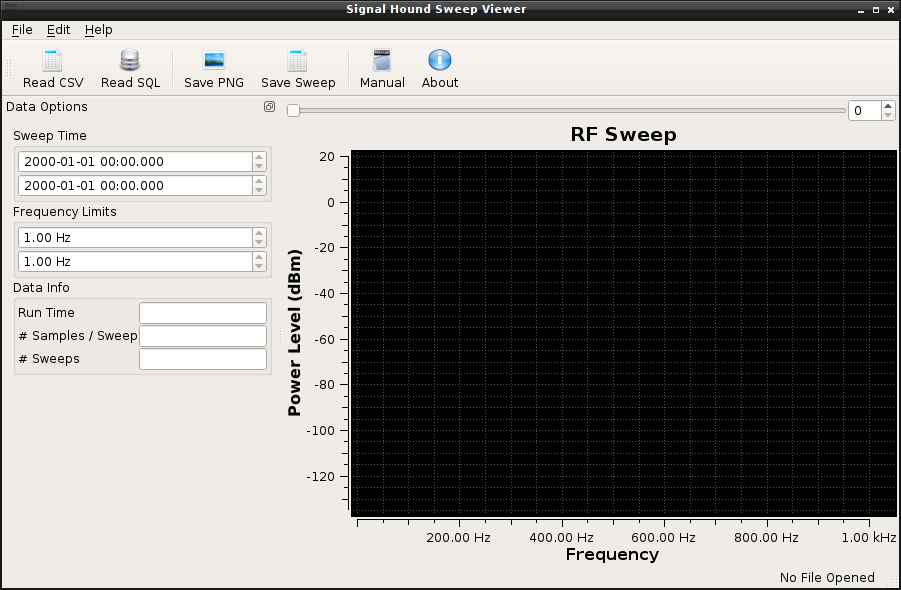 Signal Hound Sweep Viewer
File Edit Help
Read CSV Read SQL Save PNG Save Sweep Manual About
Data Options
0
Sweep Time
2000-01-01 00:00.000
2000-01-01 00:00.000
Frequency Limits
1.00 Hz
1.00 Hz
Data Info
Run Time
# Samples / Sweep
# Sweeps
RF Sweep
Power Level (dBm)
20
0
-20
-40
-60
-80
-100
-120
200.00 Hz 400.00 Hz 600.00 Hz 800.00 Hz 1.00 kHz
Frequency
No File Opened